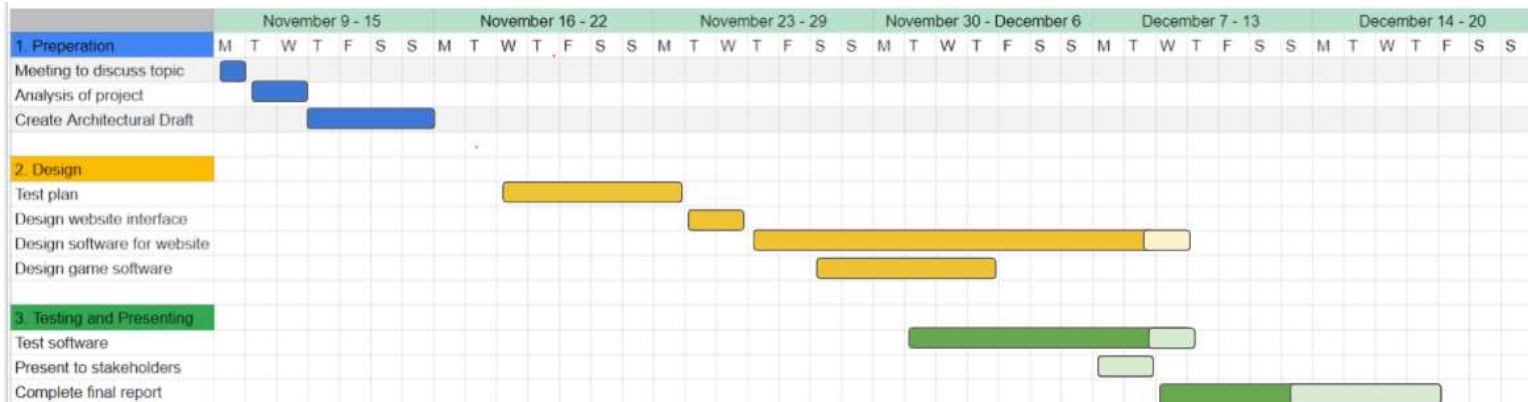 November 9 - 15 November 16 - 22 November 23 - 29 November 30 - December 6 December 7 - 13 December 14 - 20
1. Preperation M T W T F S S M T W T F S S M T W T F S S M T W T F S S M T W T F S S M T W T F S S
Meeting to discuss topic
Analysis of project
Create Architectural Draft
2. Design
Test plan
Design website interface
Design software for website
Design game software
3. Testing and Presenting
Test software
Present to stakeholders
Complete final report